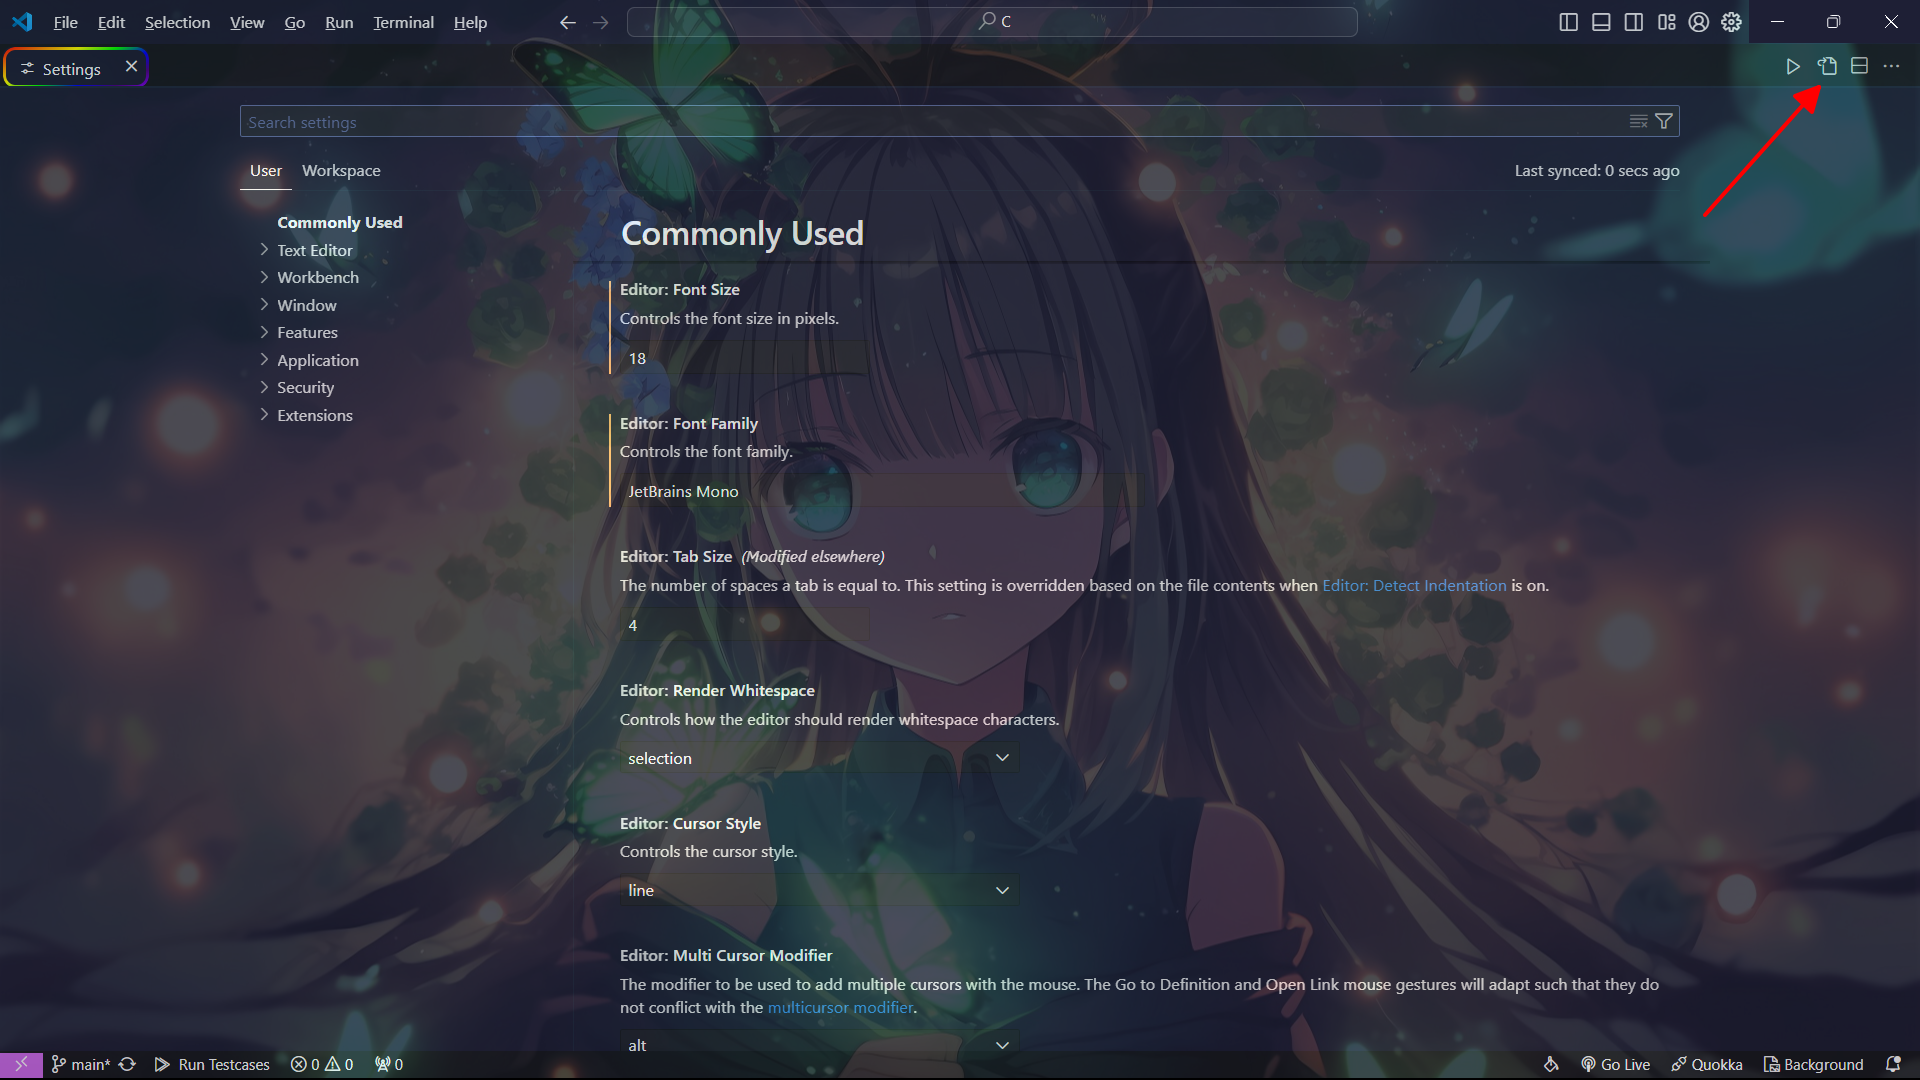 File Edit Selection View Go Run Terminal Help
C
Settings
Search settings
User Workspace
Last synced: 0 secs ago
Commonly Used
Text Editor
Workbench
Window
Features
Application
Security
Extensions
Commonly Used
Editor: Font Size
Controls the font size in pixels.
18
Editor: Font Family
Controls the font family.
JetBrains Mono
Editor: Tab Size (Modified elsewhere)
The number of spaces a tab is equal to. This setting is overridden based on the file contents when Editor: Detect Indentation is on.
4
Editor: Render Whitespace
Controls how the editor should render whitespace characters.
selection
Editor: Cursor Style
Controls the cursor style.
line
Editor: Multi Cursor Modifier
The modifier to be used to add multiple cursors with the mouse. The Go to Definition and Open Link mouse gestures will adapt such that they do
not conflict with the multicursor modifier.
alt
main* Run Testcases 0 0 0 Go Live Quokka Background